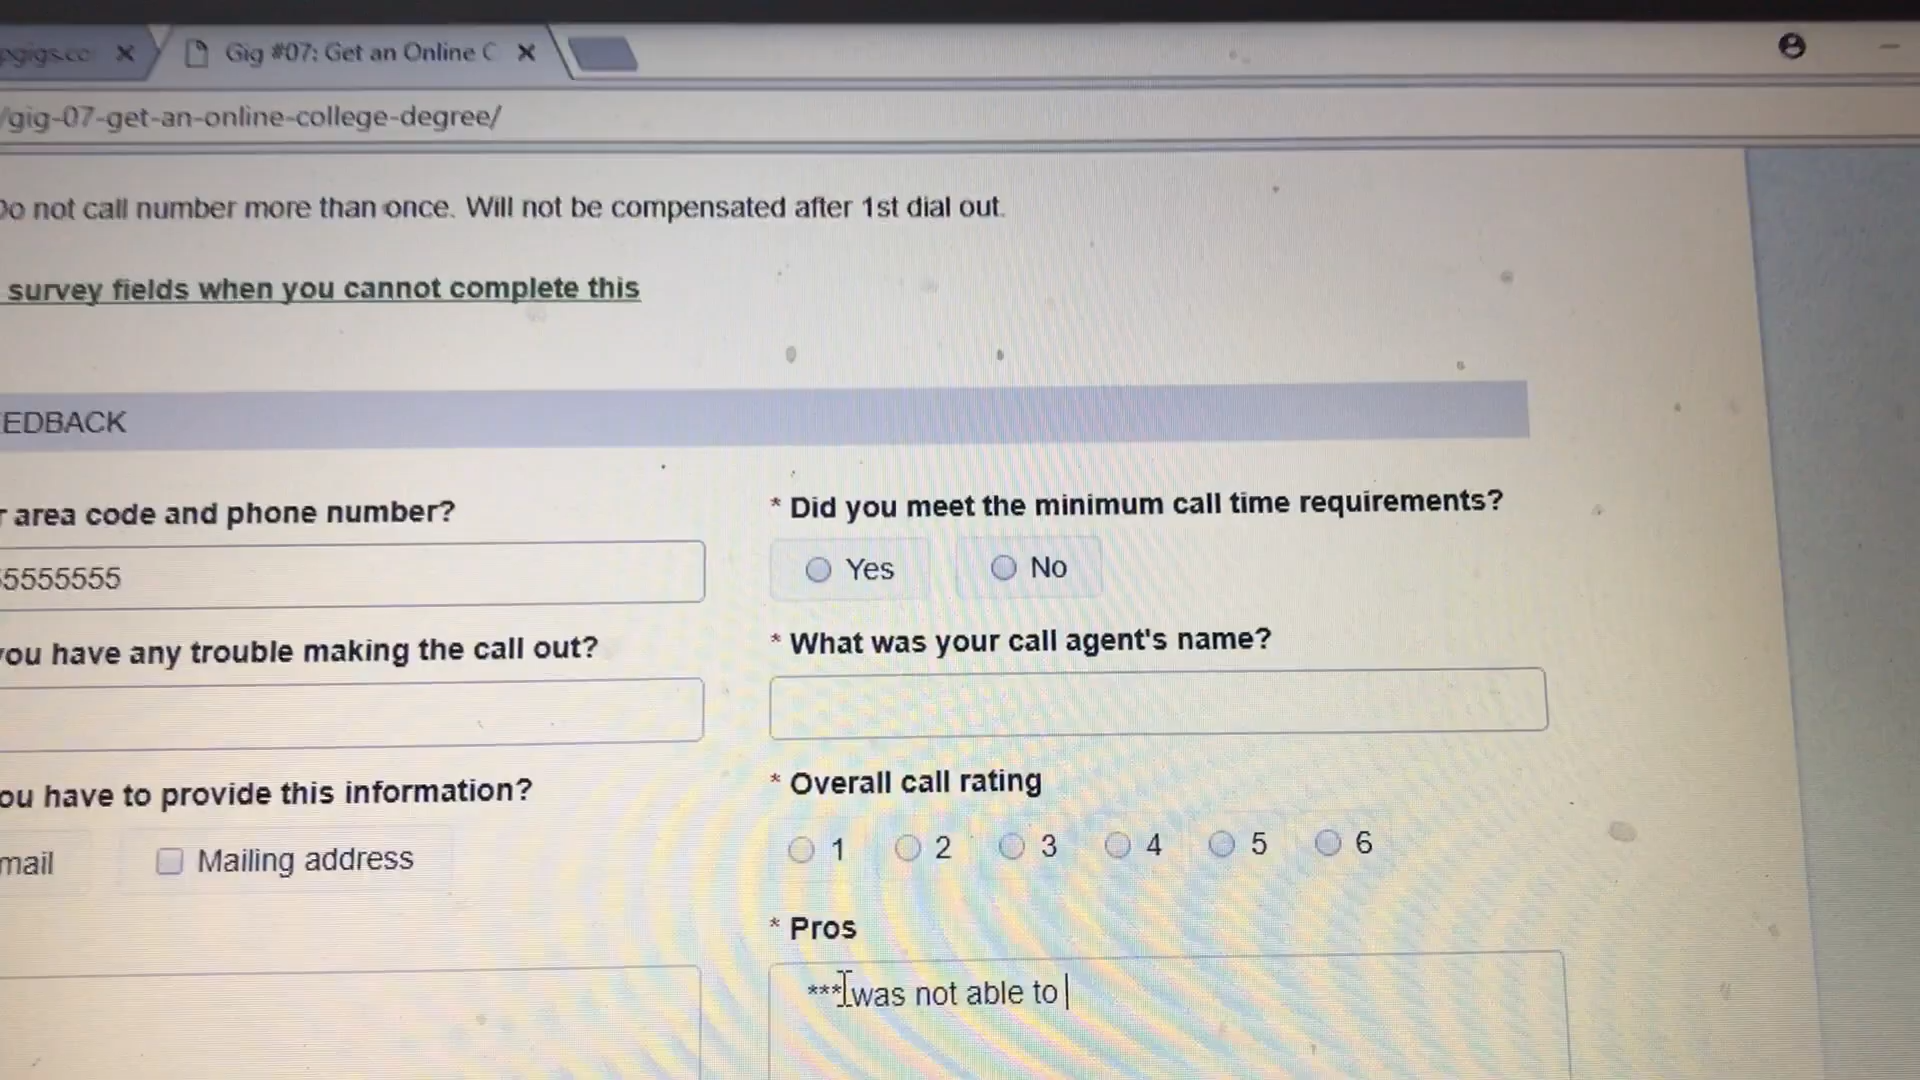 pgigs.co
Gig #07: Get an Online C
/gig-07-get-an-online-college-degree/
Do not call number more than once. Will not be compensated after 1st dial out.
survey fields when you cannot complete this
EDBACK
r area code and phone number?
* Did you meet the minimum call time requirements?
5555555
Yes
No
you have any trouble making the call out?
* What was your call agent's name?
ou have to provide this information?
* Overall call rating
mail
Mailing address
1 2 3 4 5 6
* Pros
***I was not able to